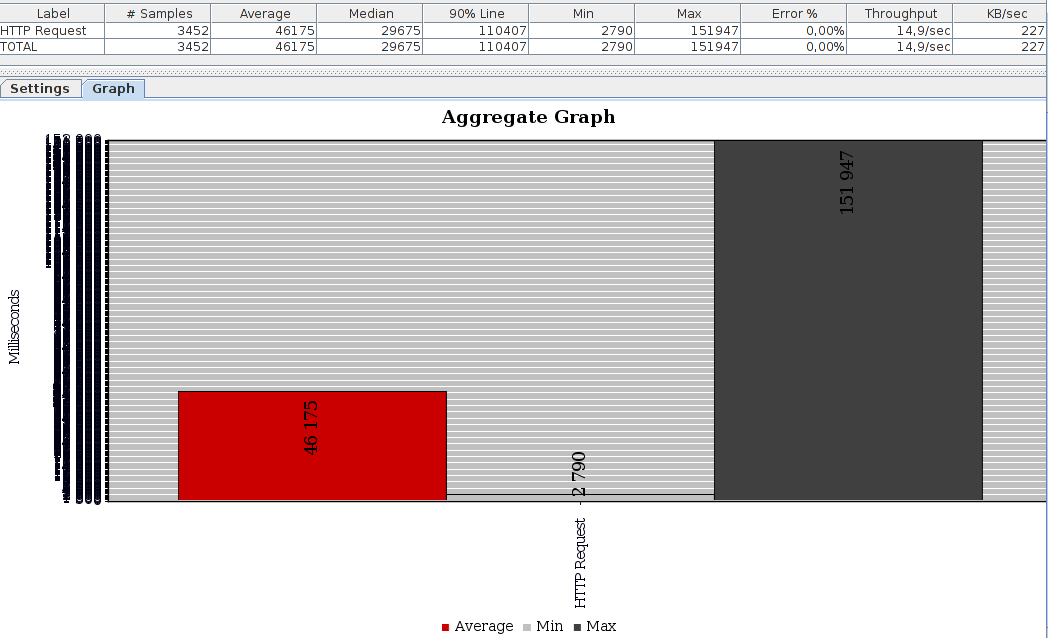 Label # Samples Average Median 90% Line Min Max Error % Throughput KB/sec
HTTP Request 3452 46175 29675 110407 2790 151947 0,00% 14,9/sec 227
TOTAL 3452 46175 29675 110407 2790 151947 0,00% 14,9/sec 227
Settings Graph
Aggregate Graph
Milliseconds
46 175
2 790
151 947
HTTP Request
Average Min Max